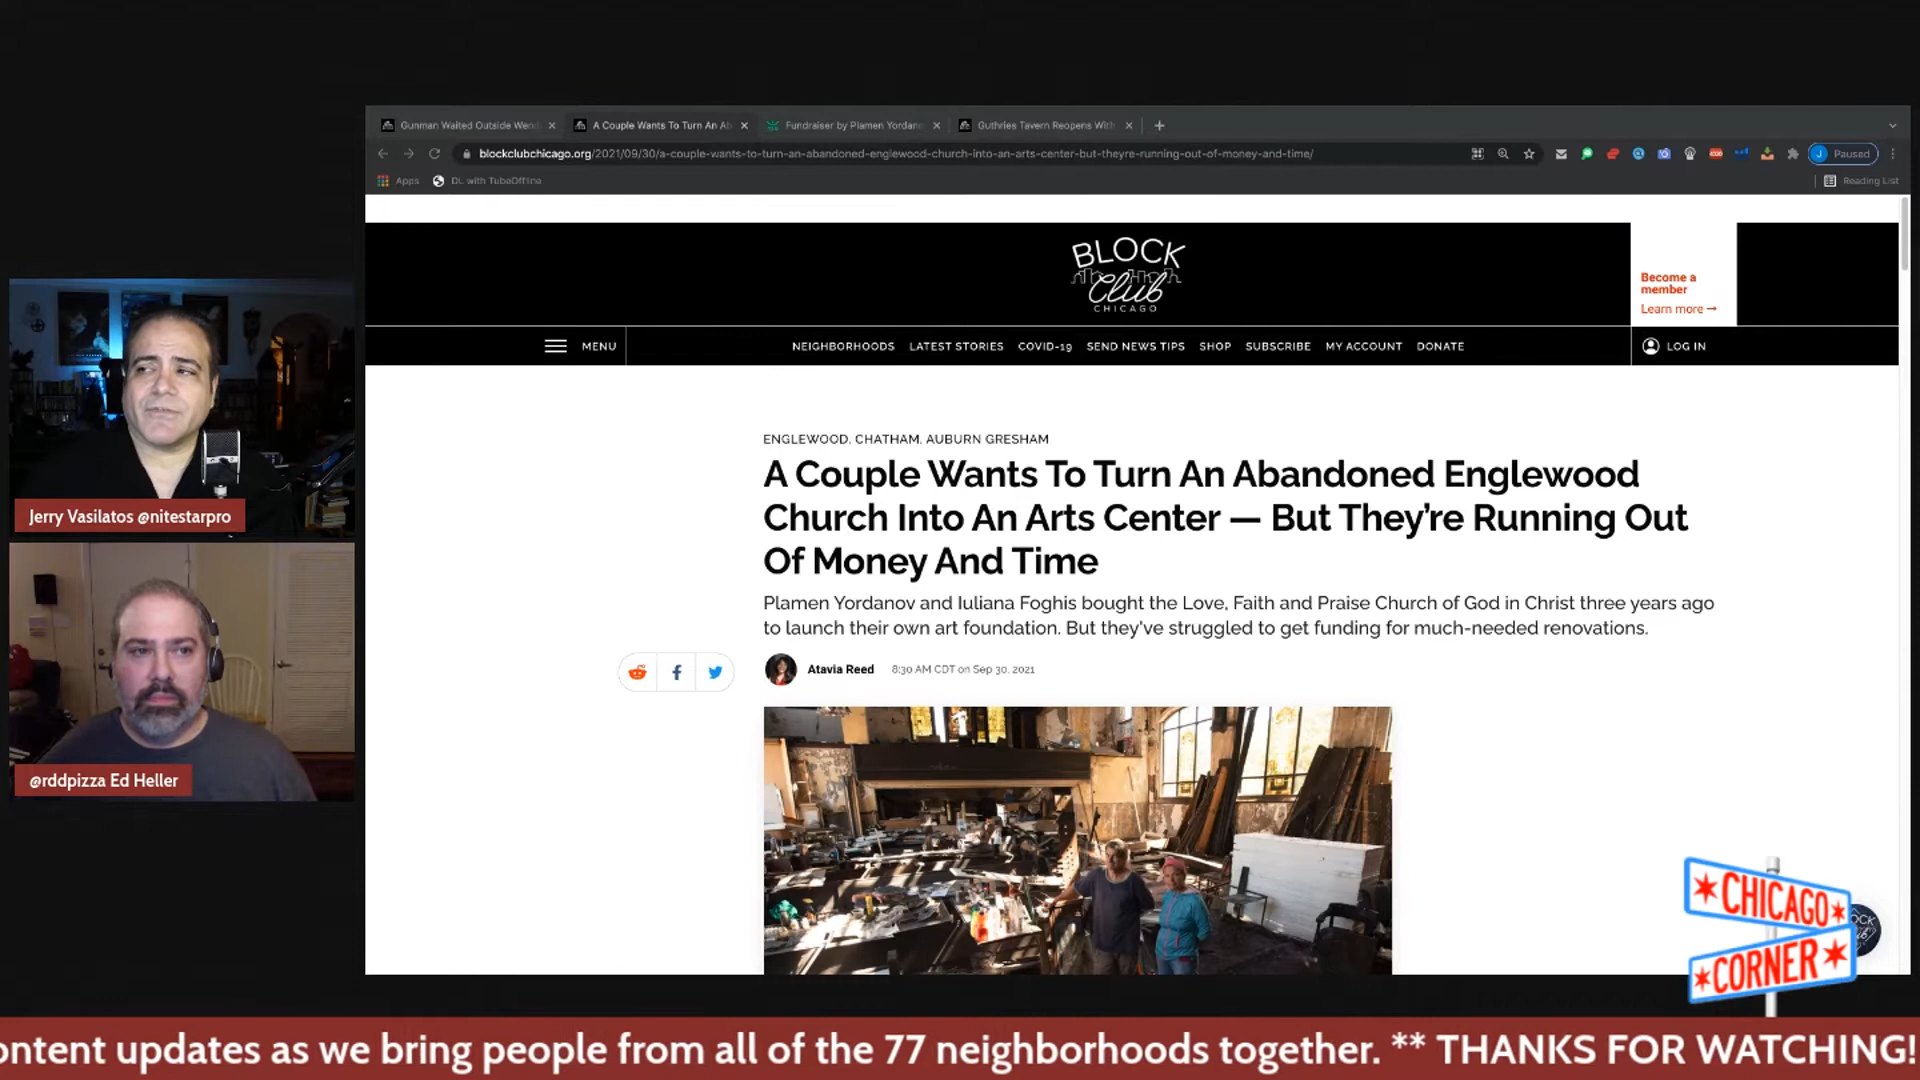 Gunman Waited Outside Wend
A Couple Wants To Turn An Ab
Fundraiser by Plamen Yordano
Guthries Tavern Reopens With
blockclubchicago.org/2021/09/30/a-couple-wants-to-turn-an-abandoned-englewood-church-into-an-arts-center-but-theyre-running-out-of-money-and-time/
J Paused
Apps
DL with TubeOffline
Reading List
BLOCK
Club
CHICAGO
Become a
member
Learn more →
MENU
NEIGHBORHOODS LATEST STORIES COVID-19 SEND NEWS TIPS SHOP SUBSCRIBE MY ACCOUNT DONATE
LOG IN
ENGLEWOOD, CHATHAM, AUBURN GRESHAM
A Couple Wants To Turn An Abandoned Englewood
Church Into An Arts Center — But They're Running Out
Of Money And Time
Plamen Yordanov and Iuliana Foghis bought the Love, Faith and Praise Church of God in Christ three years ago
to launch their own art foundation. But they've struggled to get funding for much-needed renovations.
Atavia Reed 8:30 AM CDT on Sep 30, 2021
Jerry Vasilatos @nitestarpro
@rddpizza Ed Heller
CHICAGO
CORNER
ontent updates as we bring people from all of the 77 neighborhoods together. ** THANKS FOR WATCHING!